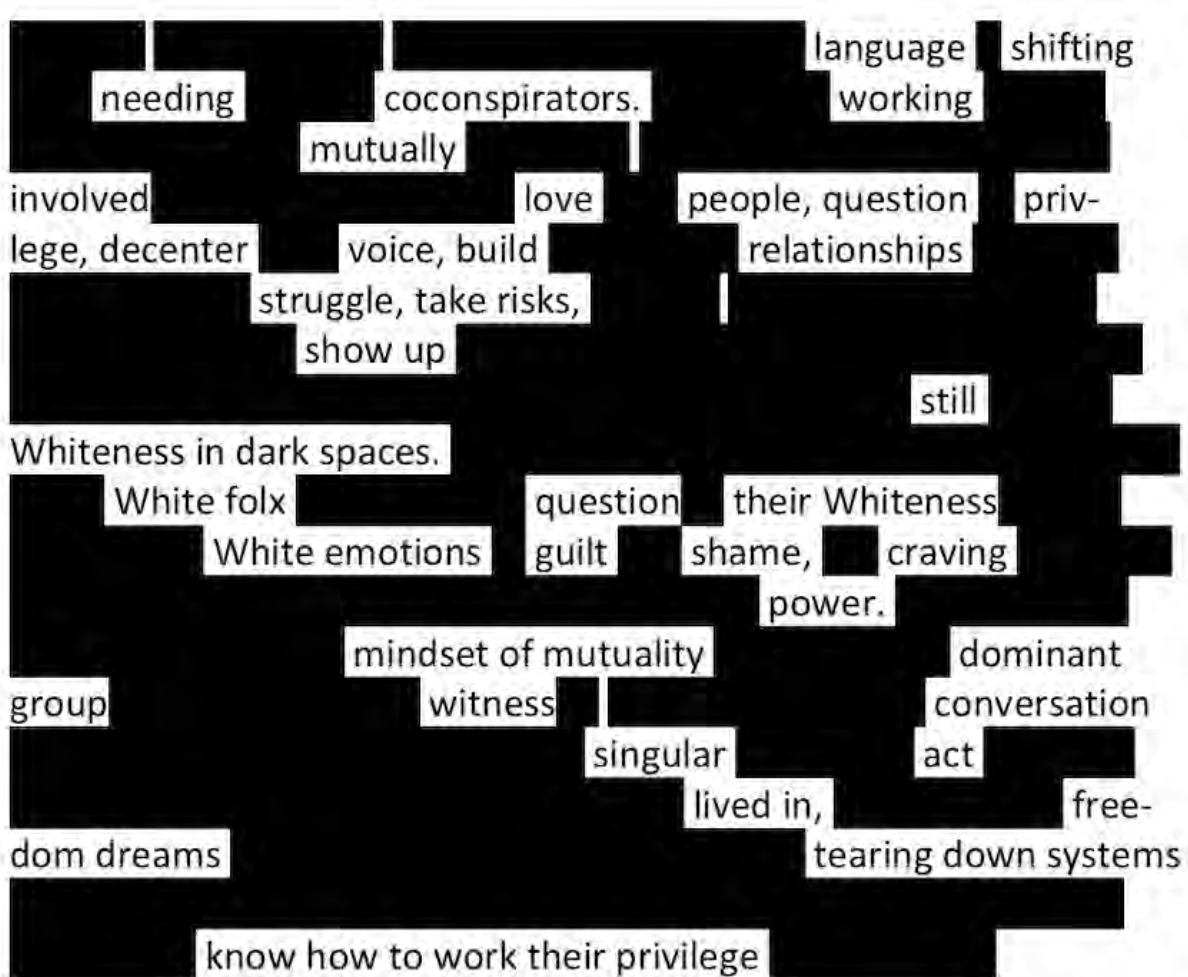 language shifting
needing coconspirators. working
mutually
involved love people, question priv-
lege, decenter voice, build relationships
struggle, take risks,
show up
still
Whiteness in dark spaces.
White folx question their Whiteness
White emotions guilt shame, craving
power.
mindset of mutuality dominant
group witness conversation
singular act
lived in, free-
dom dreams tearing down systems
know how to work their privilege